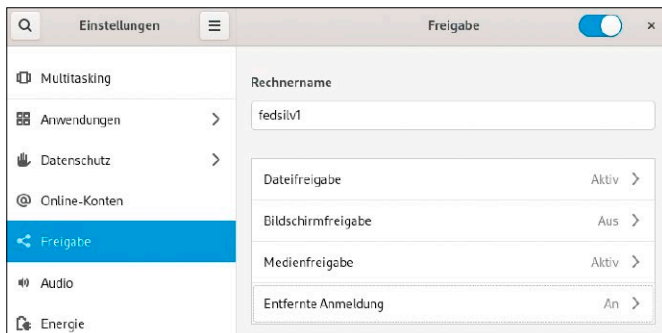 Einstellungen
Freigabe
Multitasking
Anwendungen
Datenschutz
Online-Konten
Freigabe
Audio
Energie
Rechnername
fedsilv1
Dateifreigabe Aktiv
Bildschirmfreigabe Aus
Medienfreigabe Aktiv
Entfernte Anmeldung An